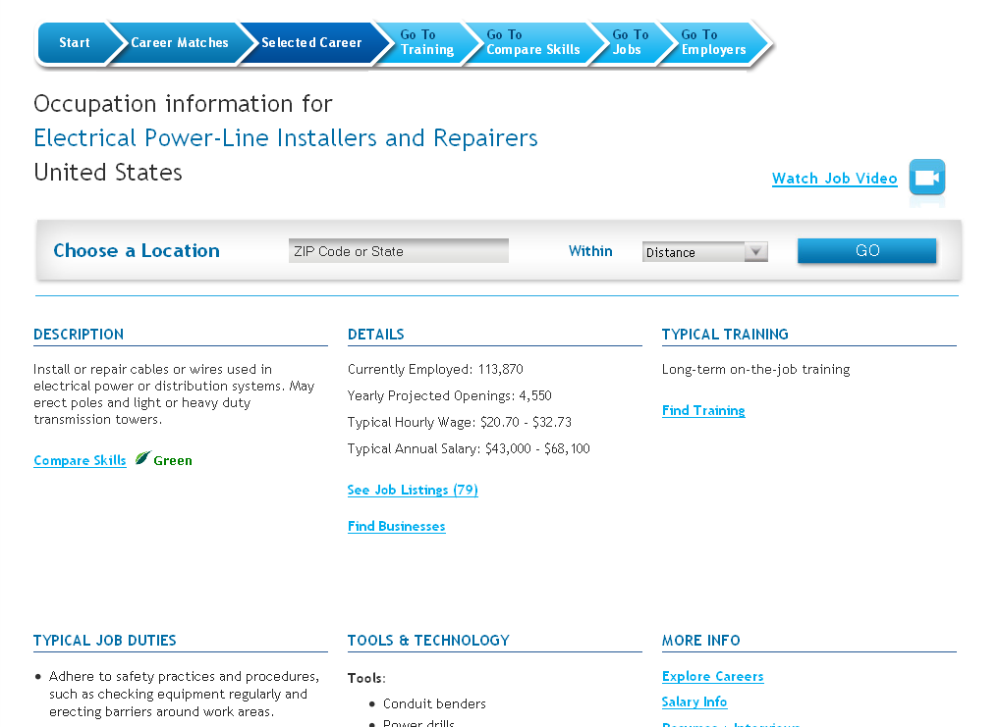 Start
Career Matches
Selected Career
Go To
Training
Go To
Compare Skills
Go To
Jobs
Go To
Employers
Occupation information for
Electrical Power-Line Installers and Repairers
United States
Watch Job Video
Choose a Location
ZIP Code or State
Within
Distance
GO
DESCRIPTION
Install or repair cables or wires used in
electrical power or distribution systems. May
erect poles and light or heavy duty
transmission towers.
Compare Skills Green
DETAILS
Currently Employed: 113,870
Yearly Projected Openings: 4,550
Typical Hourly Wage: $20.70 - $32.73
Typical Annual Salary: $43,000 - $68,100
See Job Listings (79)
Find Businesses
TYPICAL TRAINING
Long-term on-the-job training
Find Training
TYPICAL JOB DUTIES
• Adhere to safety practices and procedures,
such as checking equipment regularly and
erecting barriers around work areas.
TOOLS & TECHNOLOGY
Tools:
• Conduit benders
• Power drills
MORE INFO
Explore Careers
Salary Info